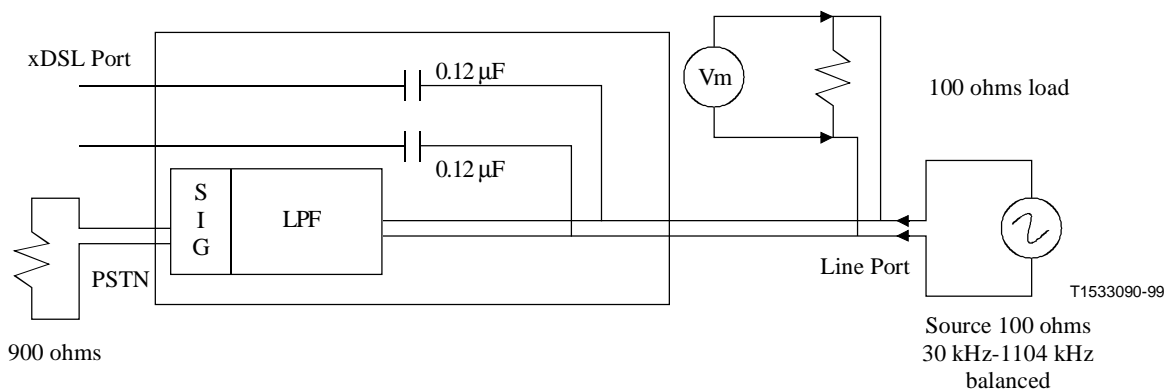 xDSL Port
0.12 µF
0.12 µF
Vm
100 ohms load
S
I
G
LPF
PSTN
900 ohms
Line Port
T1533090-99
Source 100 ohms
30 kHz-1104 kHz
balanced